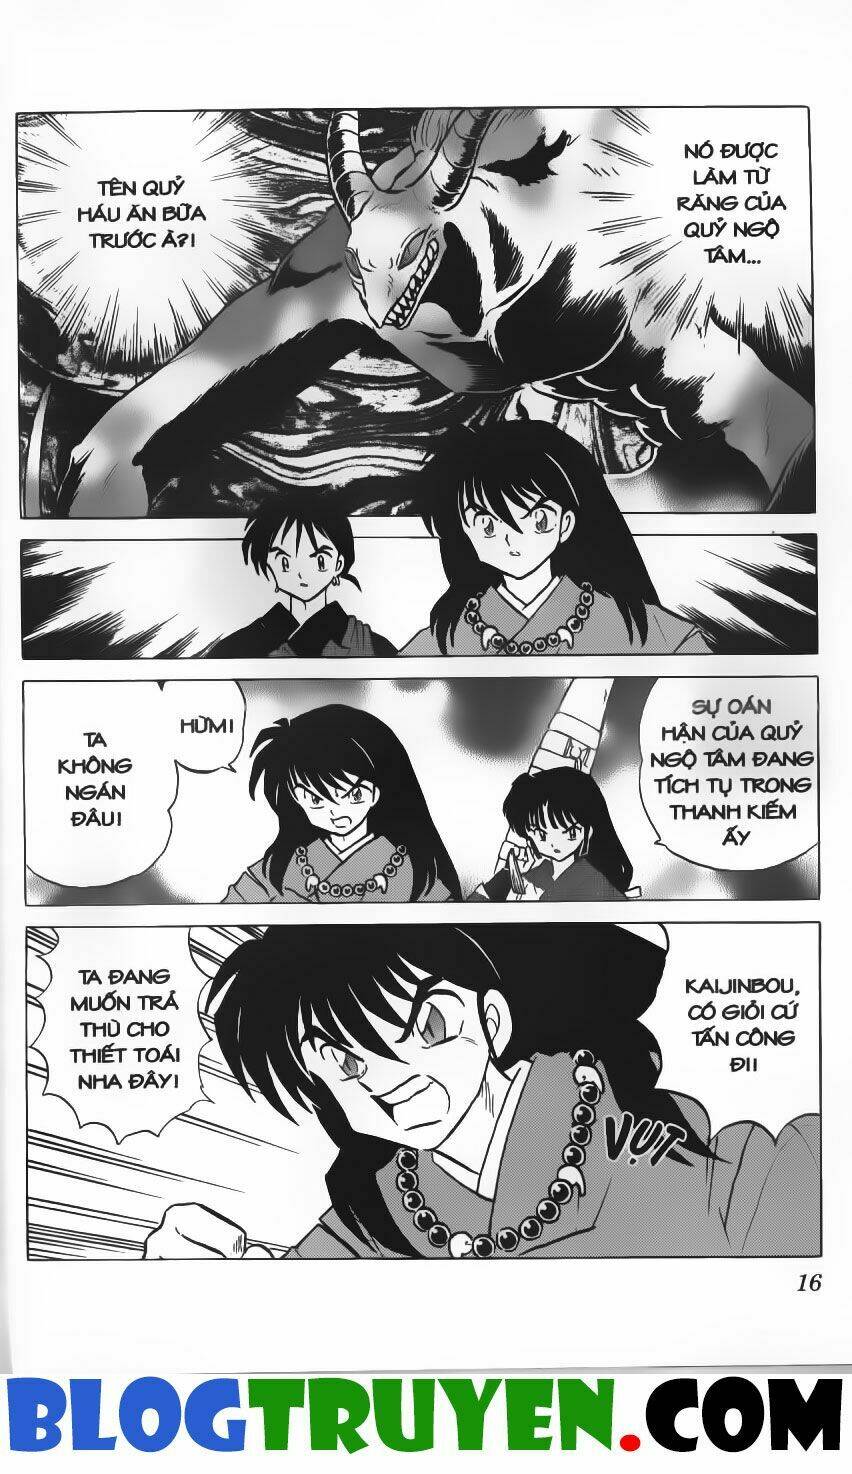 TÊN QUỶ
HÁU ĂN BỮA
TRƯỚC À?!
NÓ ĐƯỢC
LÀM TỪ
RĂNG CỦA
QUỶ NGỘ
TÂM...
HỪM!
TA
KHÔNG
NGÁN
ĐÂU!
SỰ OÁN
HẬN CỦA QUỶ
NGỘ TÂM ĐANG
TÍCH TỤ TRONG
THANH KIẾM
ẤY
TA ĐANG
MUỐN TRẢ
THÙ CHO
THIẾT TOÁI
NHA ĐÂY!
KAIJINBOU,
CÓ GIỎI CỨ
TẤN CÔNG
ĐI!
VỤT
16
BLOGTRUYEN.COM